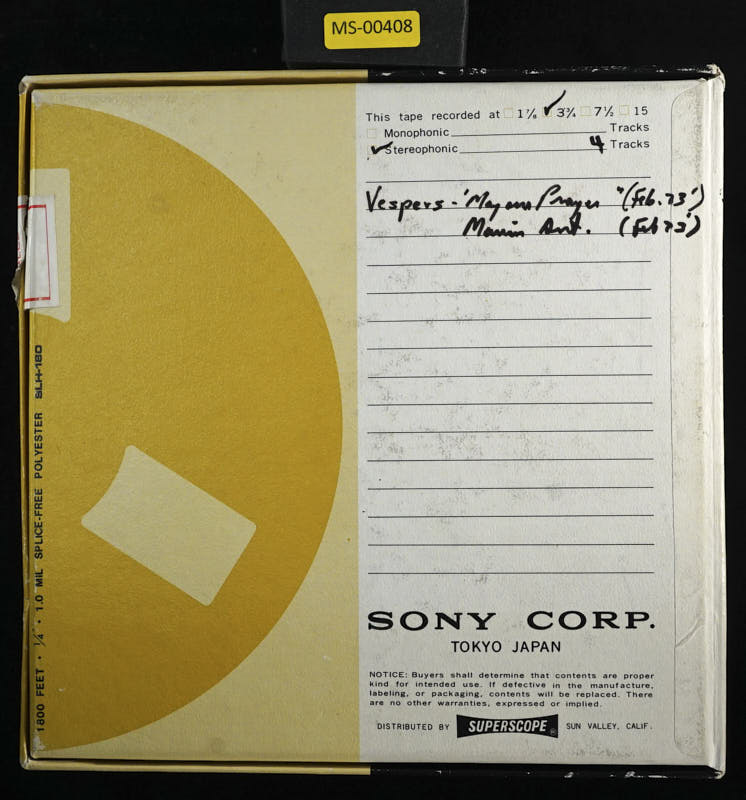 MS-00408
This tape recorded at 1⅞ ✓ 3¾ 7½ 15
Monophonic Tracks
✓ Stereophonic 4 Tracks
Vespers - "Prayer" (Feb. 73')
Ant. (Feb 73')
1800 FEET · ¼" · 1.0 MIL SPLICE-FREE POLYESTER SLH-180
SONY CORP.
TOKYO JAPAN
NOTICE: Buyers shall determine that contents are proper
kind for intended use. If defective in the manufacture,
labeling, or packaging, contents will be replaced. There
are no other warranties, expressed or implied.
DISTRIBUTED BY SUPERSCOPE® SUN VALLEY, CALIF.